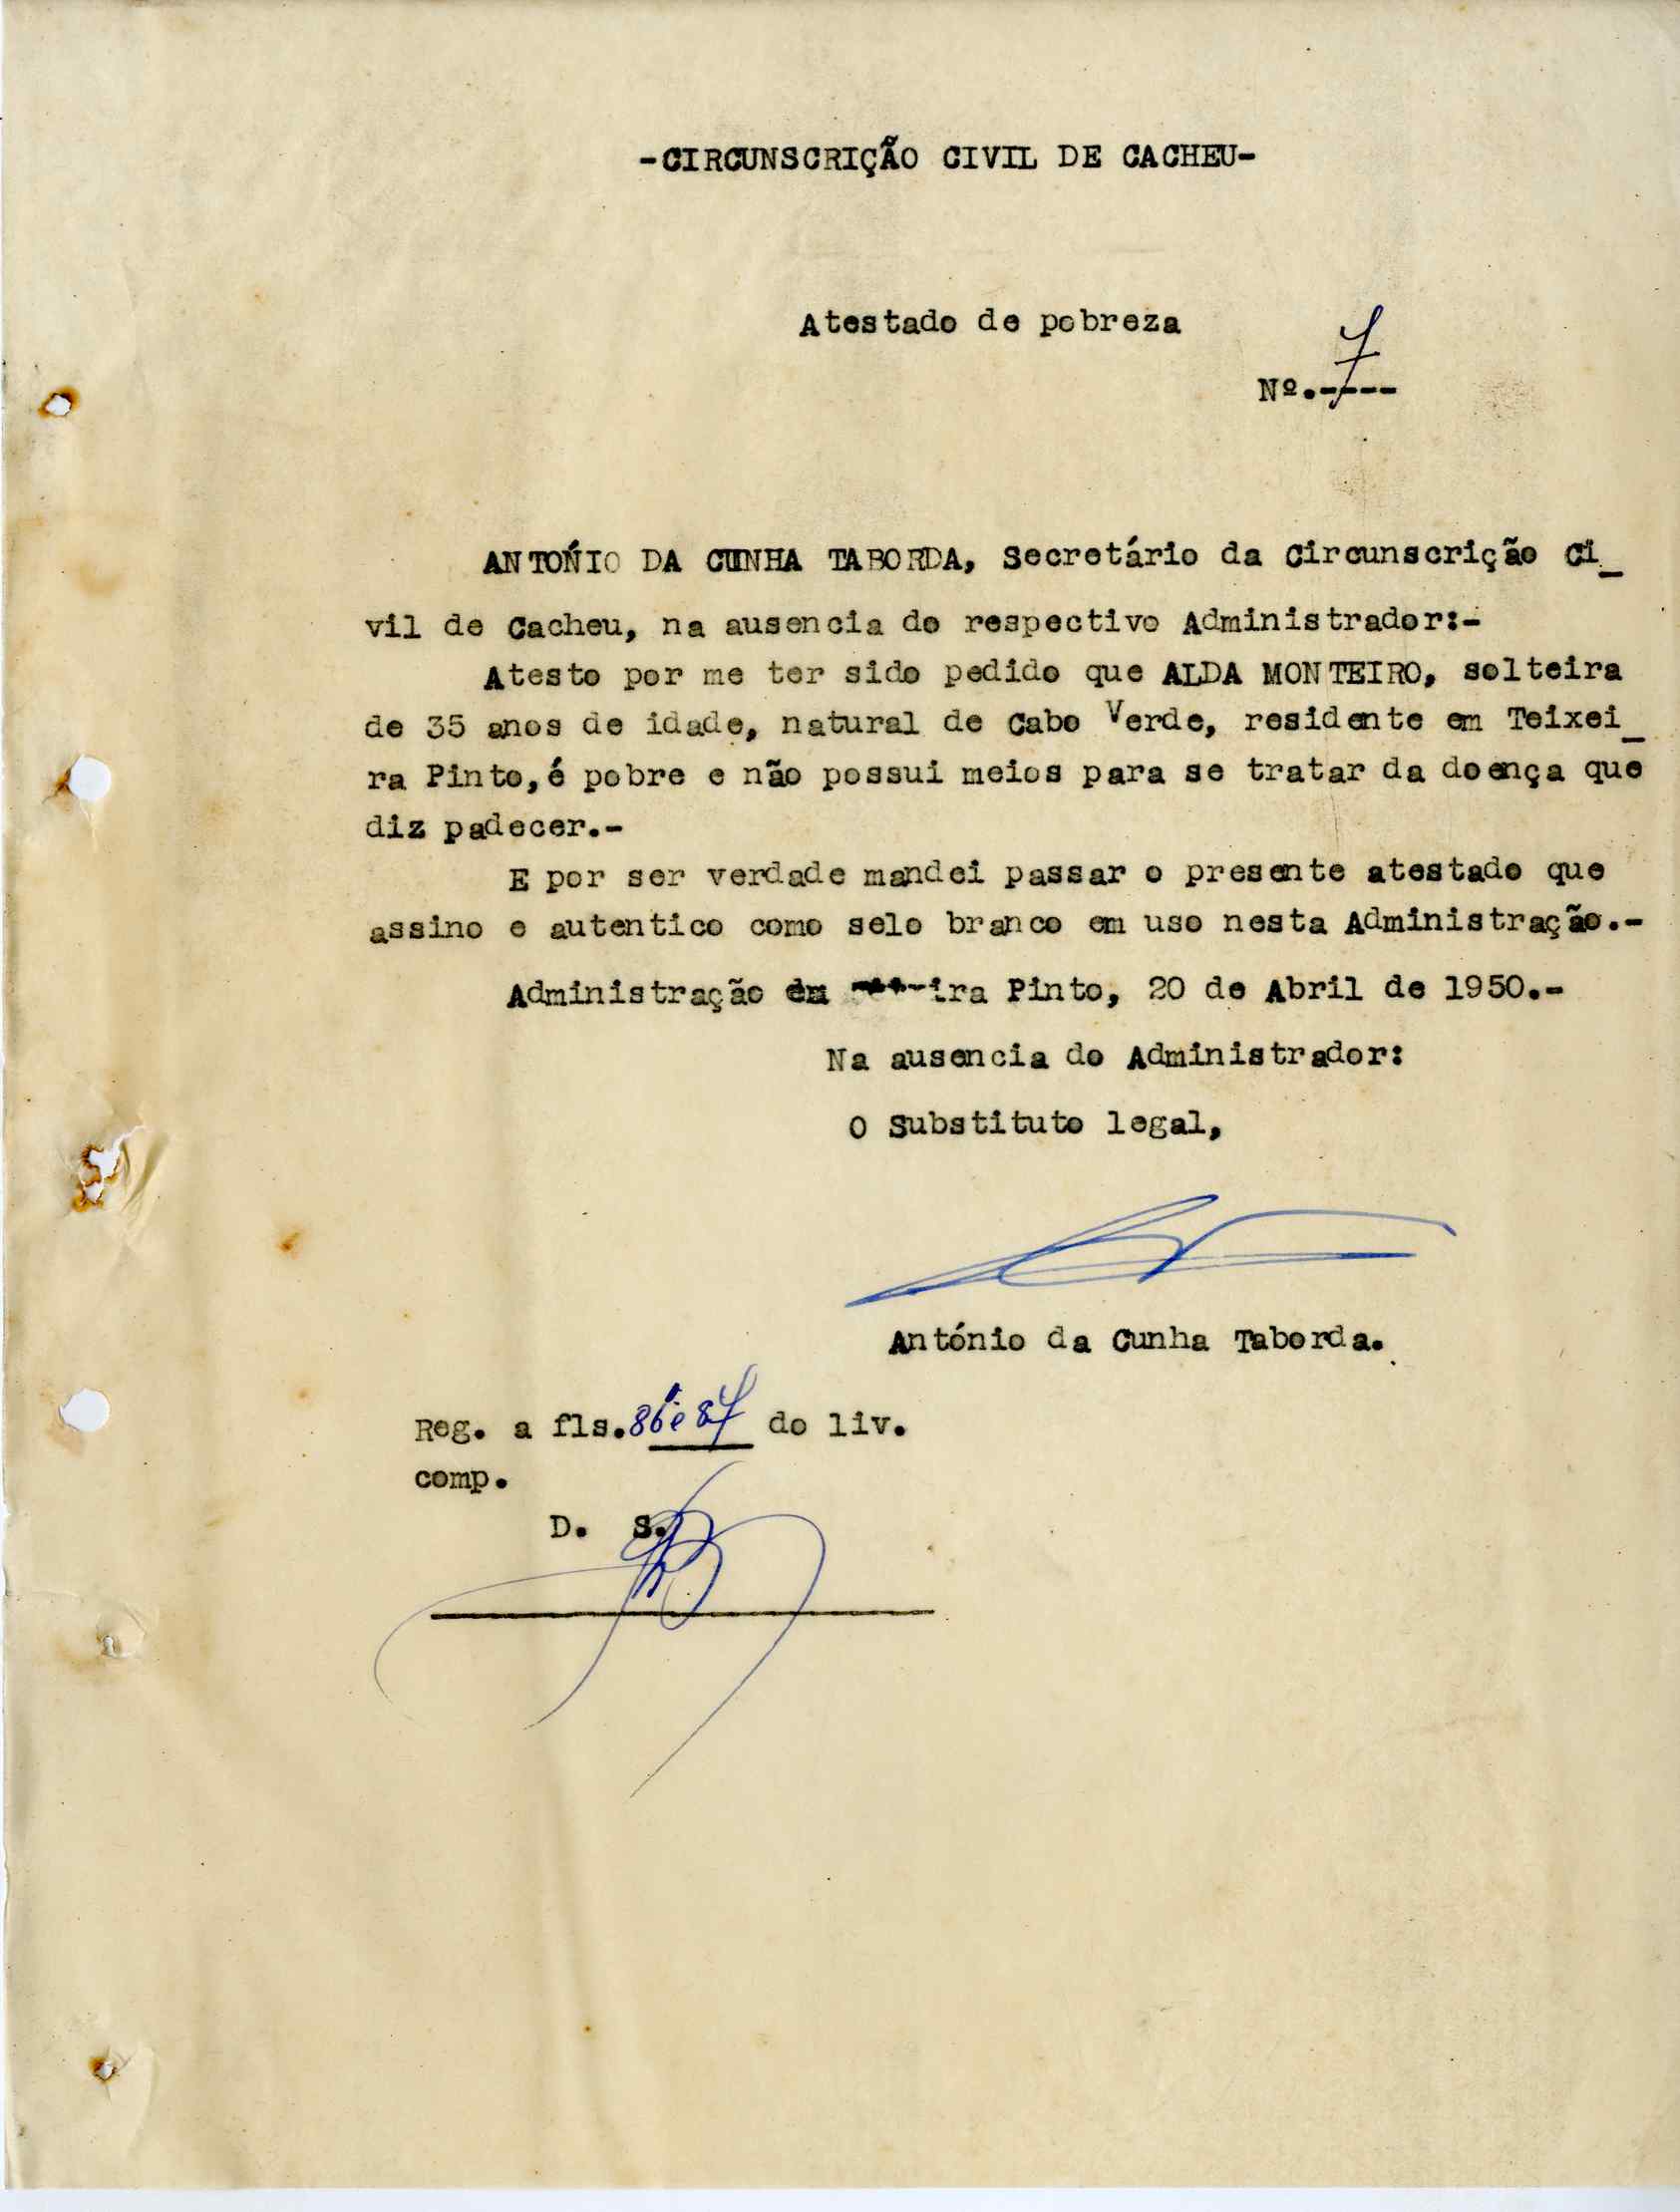 -CIRCUNSCRIÇÃO CIVIL DE CACHEU-
Atestado de pobreza
Nº.7
ANTOŃIO DA CUNHA TABORDA, Secretário da Circunscrição Ci_
vil de Cacheu, na ausencia do respectivo Administrador:-
Atesto por me ter sido pedido que ALDA MONTEIRO, solteira
de 35 anos de idade, natural de Cabo Verde, residente em Teixei_
ra Pinto, é pobre e não possui meios para se tratar da doença que
diz padecer.-
E por ser verdade mandei passar o presente atestado que
assino e autentico como selo branco em uso nesta Administração.-
Administração em ira Pinto, 20 de Abril de 1950.-
Na ausencia do Administrador:
O Substituto legal,
António da Cunha Taborda.
Reg. a fls. 86 e 87 do liv.
comp.
D. S.